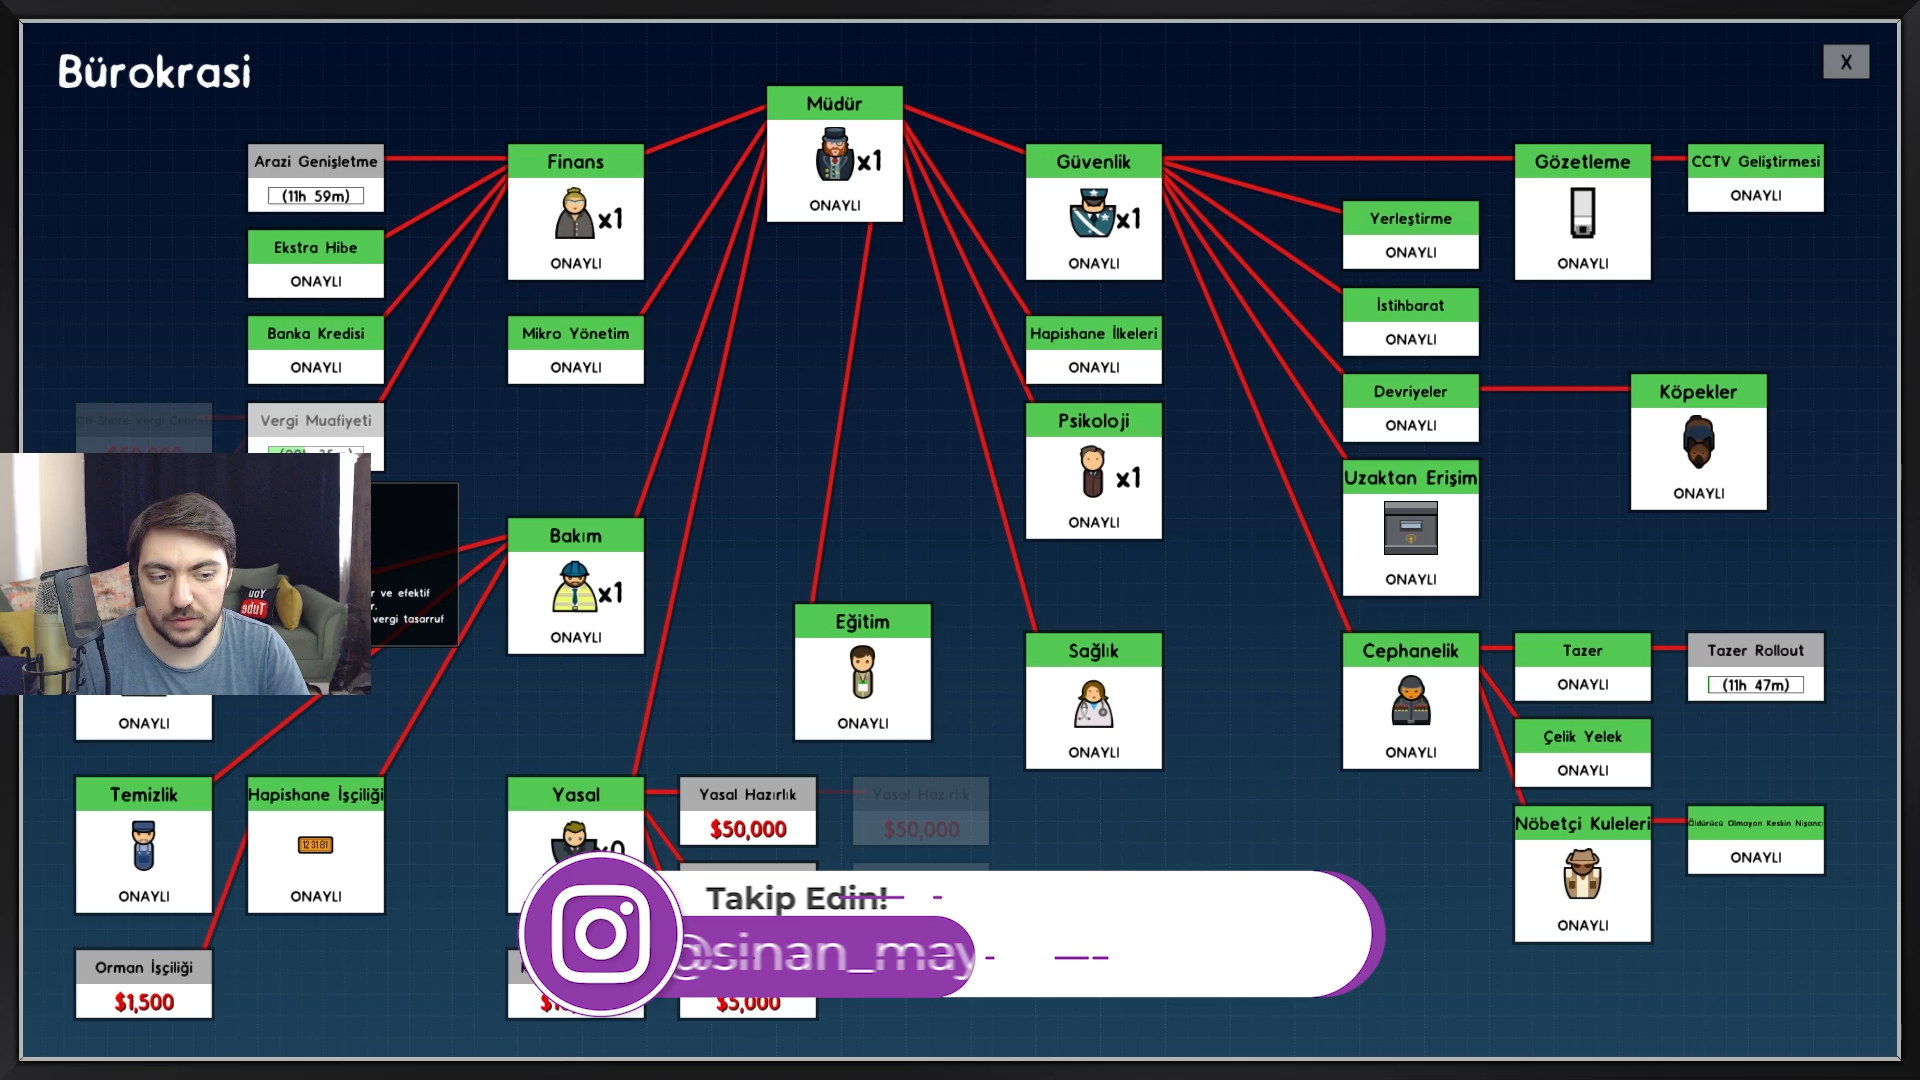 Bürokrasi
X
Müdür
x1
ONAYLI
Arazi Genişletme
(11h 59m)
Finans
x1
ONAYLI
Güvenlik
x1
ONAYLI
Gözetleme
ONAYLI
CCTV Geliştirmesi
ONAYLI
Yerleştirme
ONAYLI
Ekstra Hibe
ONAYLI
İstihbarat
ONAYLI
Banka Kredisi
ONAYLI
Mikro Yönetim
ONAYLI
Hapishane İlkeleri
ONAYLI
Devriyeler
ONAYLI
Köpekler
ONAYLI
Vergi Muafiyeti
Psikoloji
x1
ONAYLI
Uzaktan Erişim
ONAYLI
Bakım
x1
ONAYLI
r ve efektif
r.
vergi tasarruf
You
Tube
Eğitim
ONAYLI
Sağlık
ONAYLI
Cephanelik
ONAYLI
Tazer
ONAYLI
Tazer Rollout
(11h 47m)
ONAYLI
Çelik Yelek
ONAYLI
Temizlik
ONAYLI
Hapishane İşçiliği
ONAYLI
Yasal
x0
Yasal Hazırlık
$50,000
Yasal Hazırlık
$50,000
Nöbetçi Kuleleri
ONAYLI
Öldürücü Olmayan Keskin Nişancı
ONAYLI
Takip Edin!
@sinan_may
Orman İşçiliği
$1,500
$5,000